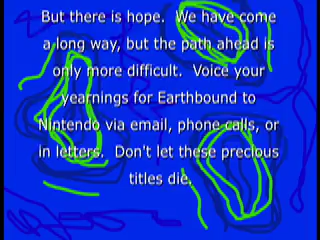 But there is hope. We have come
a long way, but the path ahead is
only more difficult. Voice your
yearnings for Earthbound to
Nintendo via email, phone calls, or
in letters. Don't let these precious
titles die.